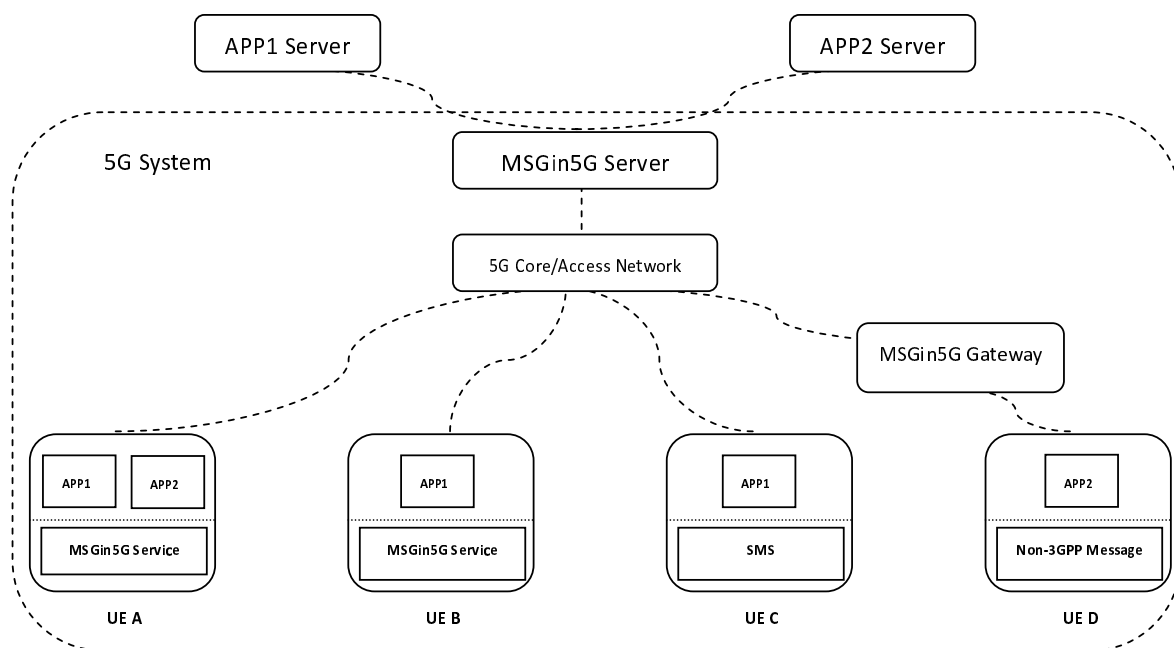 APP1 Server
APP2 Server
5G System
MSGin5G Server
5G Core/Access Network
MSGin5G Gateway
APP1
APP2
MSGin5G Service
UE A
APP1
MSGin5G Service
UE B
APP1
SMS
UE C
APP2
Non-3GPP Message
UE D